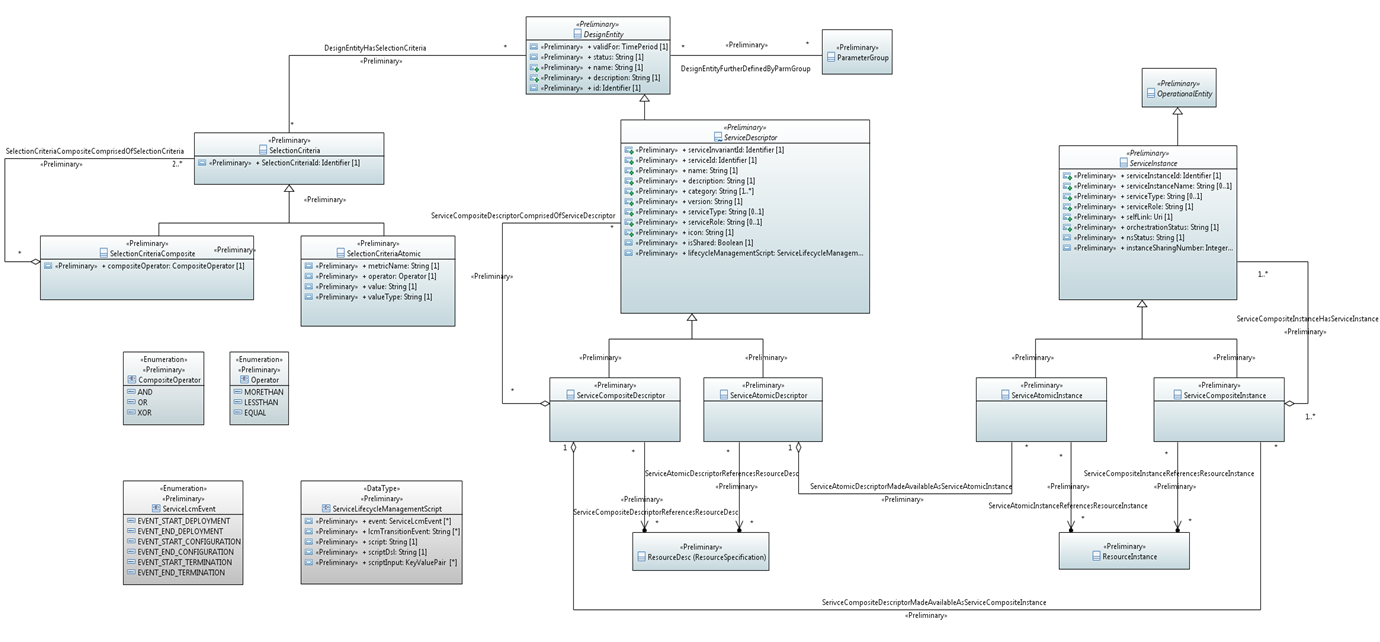 «Preliminary»
DesignEntity
«Preliminary» + validFor: TimePeriod [1]
«Preliminary» + status: String [1]
«Preliminary» + name: String [1]
«Preliminary» + description: String [1]
«Preliminary» + id: Identifier [1]
DesignEntityHasSelectionCriteria
*
«Preliminary»
*
* «Preliminary» *
DesignEntityFurtherDefinedByParmGroup
«Preliminary»
ParameterGroup
«Preliminary»
OperationalEntity
«Preliminary»
SelectionCriteria
«Preliminary» + SelectionCriteriaId: Identifier [1]
SelectionCriteriaCompositeComprisedOfSelectionCriteria
«Preliminary»
2..*
*
«Preliminary»
«Preliminary»
SelectionCriteriaComposite
«Preliminary»
«Preliminary» + compositeOperator: CompositeOperator [1]
«Preliminary»
SelectionCriteriaAtomic
«Preliminary» + metricName: String [1]
«Preliminary» + operator: Operator [1]
«Preliminary» + value: String [1]
«Preliminary» + valueType: String [1]
«Preliminary»
ServiceDescriptor
«Preliminary» + serviceInvariantId: Identifier [1]
«Preliminary» + serviceId: Identifier [1]
«Preliminary» + name: String [1]
«Preliminary» + description: String [1]
«Preliminary» + category: String [1..*]
«Preliminary» + version: String [1]
«Preliminary» + serviceType: String [0..1]
«Preliminary» + serviceRole: String [0..1]
«Preliminary» + icon: String [1]
«Preliminary» + isShared: Boolean [1]
«Preliminary» + lifecycleManagementScript: ServiceLifecycleManagem...
ServiceCompositeDescriptorComprisedOfServiceDescriptor
*
«Preliminary»
*
«Preliminary»
ServiceInstance
«Preliminary» + serviceInstanceId: Identifier [1]
«Preliminary» + serviceInstanceName: String [0..1]
«Preliminary» + serviceType: String [0..1]
«Preliminary» + serviceRole: String [1]
«Preliminary» + selfLink: Uri [1]
«Preliminary» + orchestrationStatus: String [1]
«Preliminary» + nsStatus: String [1]
«Preliminary» + instanceSharingNumber: Integer...
1..*
ServiceCompositeInstanceHasServiceInstance
«Preliminary»
1..*
«Enumeration»
«Preliminary»
CompositeOperator
AND
OR
XOR
«Enumeration»
«Preliminary»
Operator
MORETHAN
LESSTHAN
EQUAL
«Preliminary»
«Preliminary»
«Preliminary»
ServiceCompositeDescriptor
«Preliminary»
ServiceAtomicDescriptor
«Preliminary»
«Preliminary»
«Preliminary»
ServiceAtomicInstance
«Preliminary»
ServiceCompositeInstance
1
*
*
1
*
*
*
*
ServiceAtomicDescriptorReferencesResourceDesc
«Preliminary»
«Preliminary»
ServiceCompositeDescriptorReferencesResourceDesc
*
*
ServiceAtomicDescriptorMadeAvailableAsServiceAtomicInstance
«Preliminary»
ServiceCompositeInstanceReferencesResourceInstance
«Preliminary»
«Preliminary»
ServiceAtomicInstanceReferencesResourceInstance
*
*
«Enumeration»
«Preliminary»
ServiceLcmEvent
EVENT_START_DEPLOYMENT
EVENT_END_DEPLOYMENT
EVENT_START_CONFIGURATION
EVENT_END_CONFIGURATION
EVENT_START_TERMINATION
EVENT_END_TERMINATION
«DataType»
«Preliminary»
ServiceLifecycleManagementScript
«Preliminary» + event: ServiceLcmEvent [*]
«Preliminary» + lcmTransitionEvent: String [*]
«Preliminary» + script: String [1]
«Preliminary» + scriptDsl: String [1]
«Preliminary» + scriptInput: KeyValuePair [*]
«Preliminary»
ResourceDesc (ResourceSpecification)
«Preliminary»
ResourceInstance
SerivceCompositeDescriptorMadeAvailableAsServiceCompositeInstance
«Preliminary»